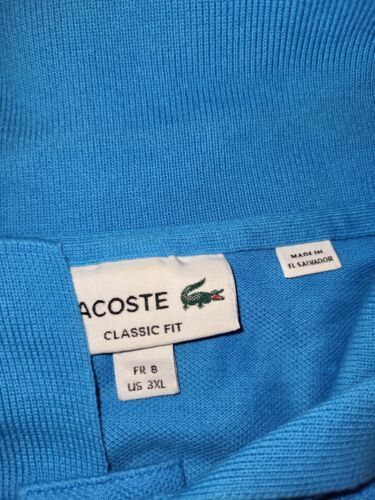 ACOSTE
CLASSIC FIT
FR 8
US 3XL
MADE IN
EL SALVADOR